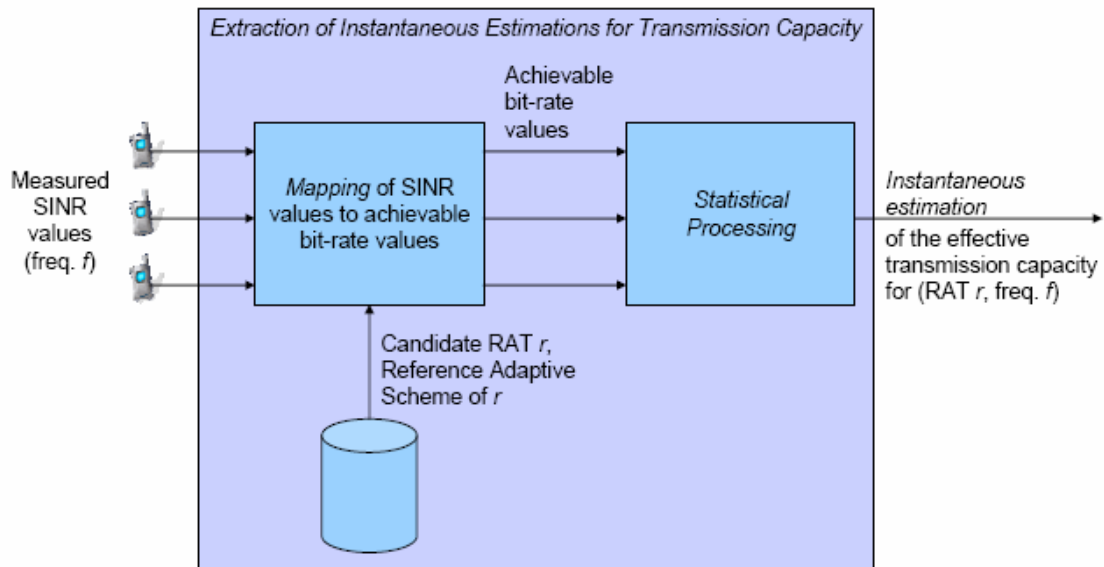 Extraction of Instantaneous Estimations for Transmission Capacity
Achievable
bit-rate
values
Measured
SINR
values
(freq. f)
Mapping of SINR
values to achievable
bit-rate values
Statistical
Processing
Instantaneous
estimation
of the effective
transmission capacity
for (RAT r, freq. f)
Candidate RAT r,
Reference Adaptive
Scheme of r